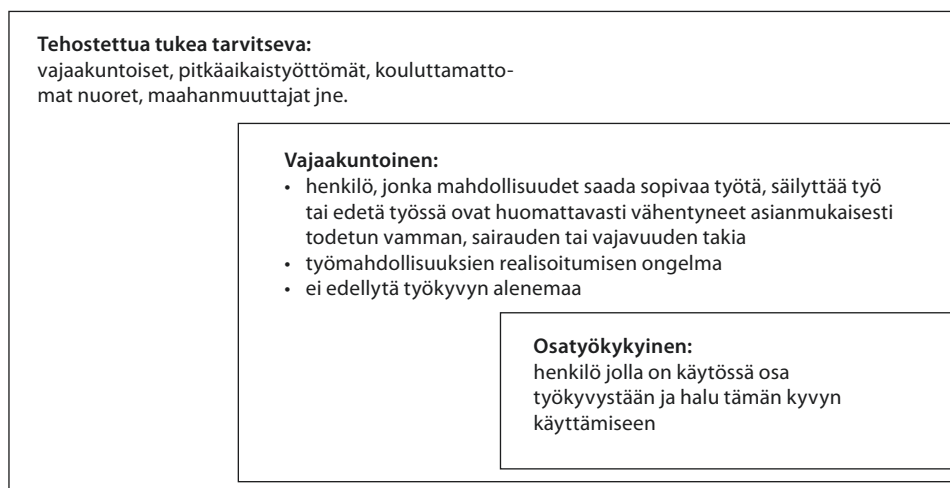 Tehostettua tukea tarvitseva:
vajaakuntoiset, pitkäaikaistyöttömät, kouluttamatto-
mat nuoret, maahanmuuttajat jne.
Vajaakuntoinen:
• henkilö, jonka mahdollisuudet saada sopivaa työtä, säilyttää työ
tai edetä työssä ovat huomattavasti vähentyneet asianmukaisesti
todetun vamman, sairauden tai vajavuuden takia
• työmahdollisuuksien realisoitumisen ongelma
• ei edellytä työkyvyn alenemaa
Osatyökykyinen:
henkilö jolla on käytössä osa
työkyvystään ja halu tämän kyvyn
käyttämiseen